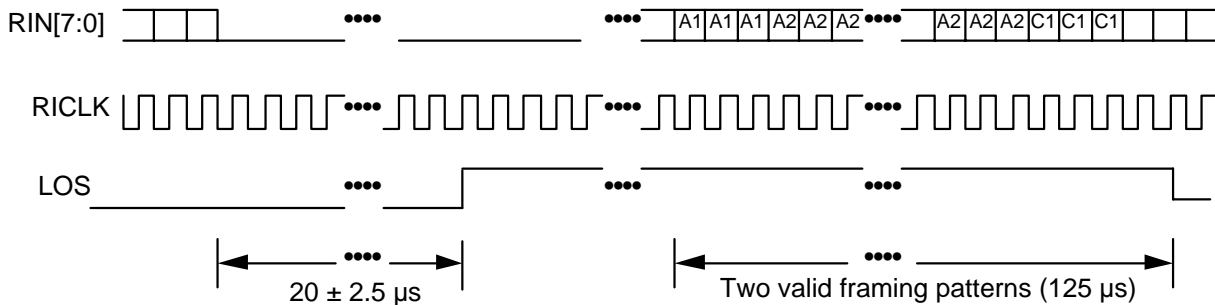 RIN[7:0] A1 A1 A1 A2 A2 A2 A2 A2 A2 C1 C1 C1
RICLK
LOS
20 ± 2.5 µs
Two valid framing patterns (125 µs)